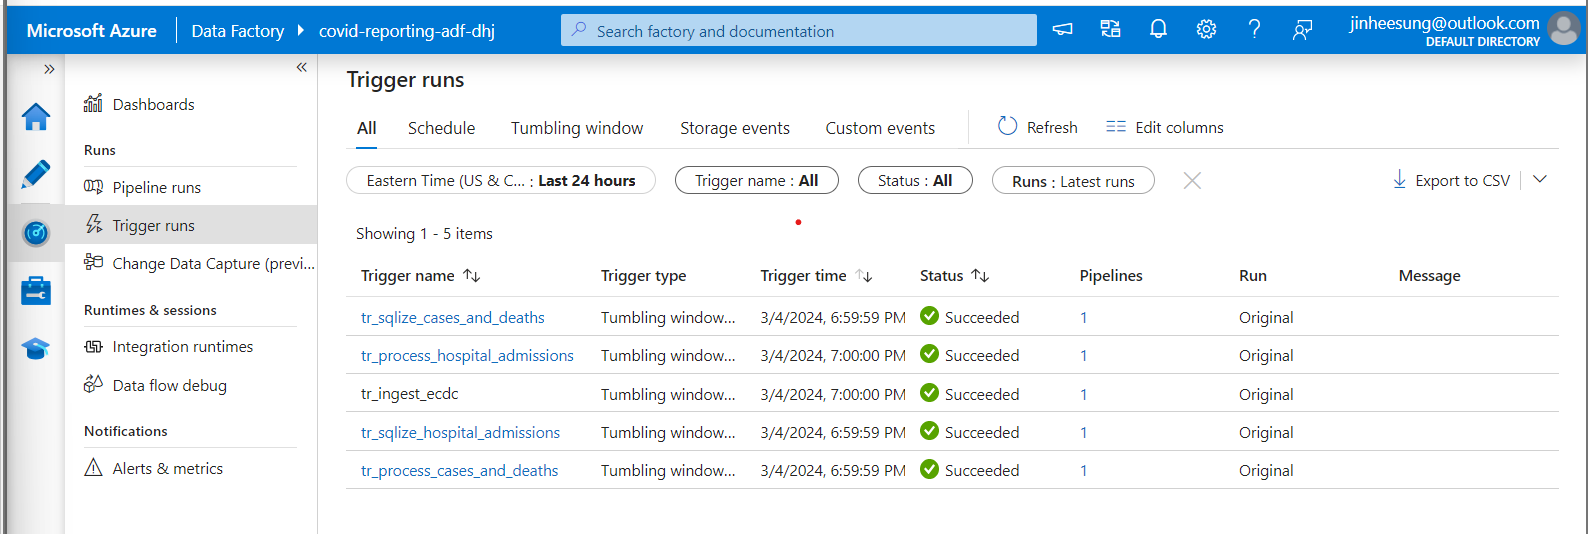 Microsoft Azure
Data Factory
covid-reporting-adf-dhj
Search factory and documentation
jinheesung@outlook.com
DEFAULT DIRECTORY
Dashboards
Runs
Pipeline runs
Trigger runs
Change Data Capture (previ...
Runtimes & sessions
Integration runtimes
Data flow debug
Notifications
Alerts & metrics
Trigger runs
All Schedule Tumbling window Storage events Custom events Refresh Edit columns
Eastern Time (US & C... : Last 24 hours Trigger name : All Status : All Runs : Latest runs Export to CSV
Showing 1 - 5 items
Trigger name Trigger type Trigger time Status Pipelines Run Message
tr_sqlize_cases_and_deaths Tumbling window... 3/4/2024, 6:59:59 PM Succeeded 1 Original
tr_process_hospital_admissions Tumbling window... 3/4/2024, 7:00:00 PM Succeeded 1 Original
tr_ingest_ecdc Tumbling window... 3/4/2024, 7:00:00 PM Succeeded 1 Original
tr_sqlize_hospital_admissions Tumbling window... 3/4/2024, 6:59:59 PM Succeeded 1 Original
tr_process_cases_and_deaths Tumbling window... 3/4/2024, 6:59:59 PM Succeeded 1 Original